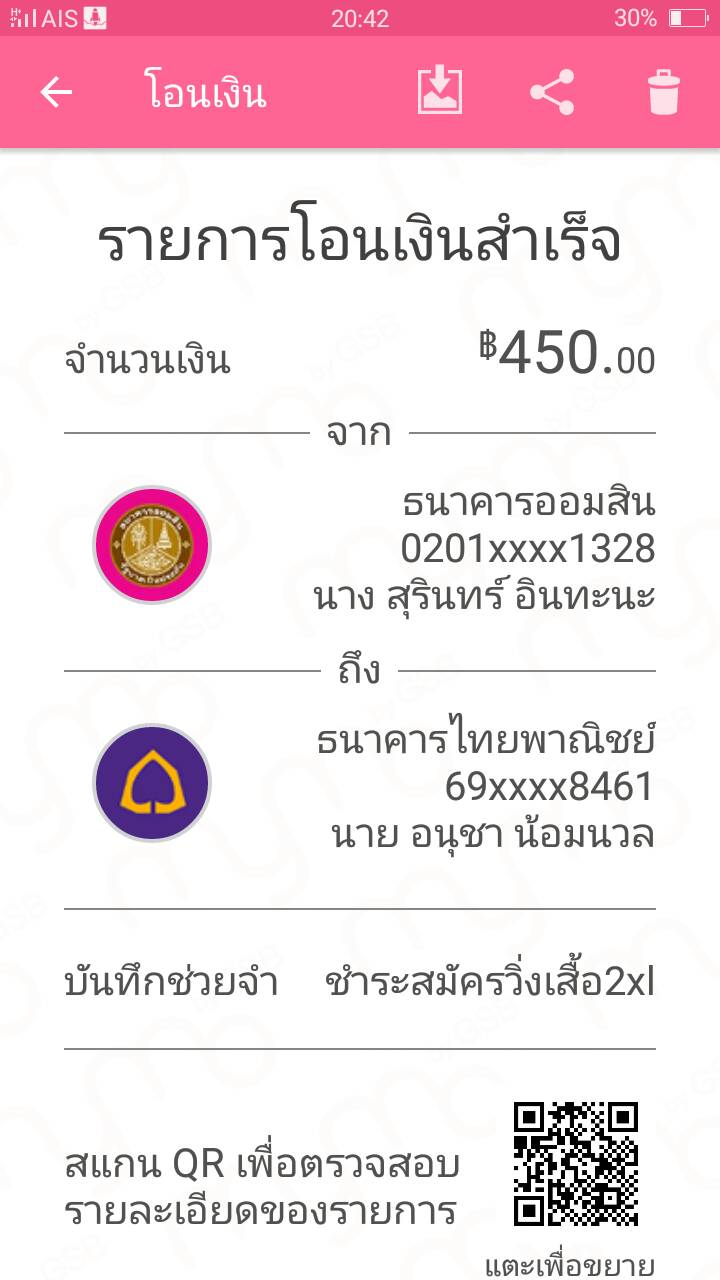 AIS 20:42 30%
โอนเงิน
รายการโอนเงินสำเร็จ
จำนวนเงิน ฿450.00
จาก
ธนาคารออมสิน
0201xxxx1328
นาง สุรินทร์ อินทะนะ
ถึง
ธนาคารไทยพาณิชย์
69xxxx8461
นาย อนุชา น้อมนวล
บันทึกช่วยจำ ชำระสมัครวิ่งเสื้อ2xl
สแกน QR เพื่อตรวจสอบ
รายละเอียดของรายการ
แตะเพื่อขยาย